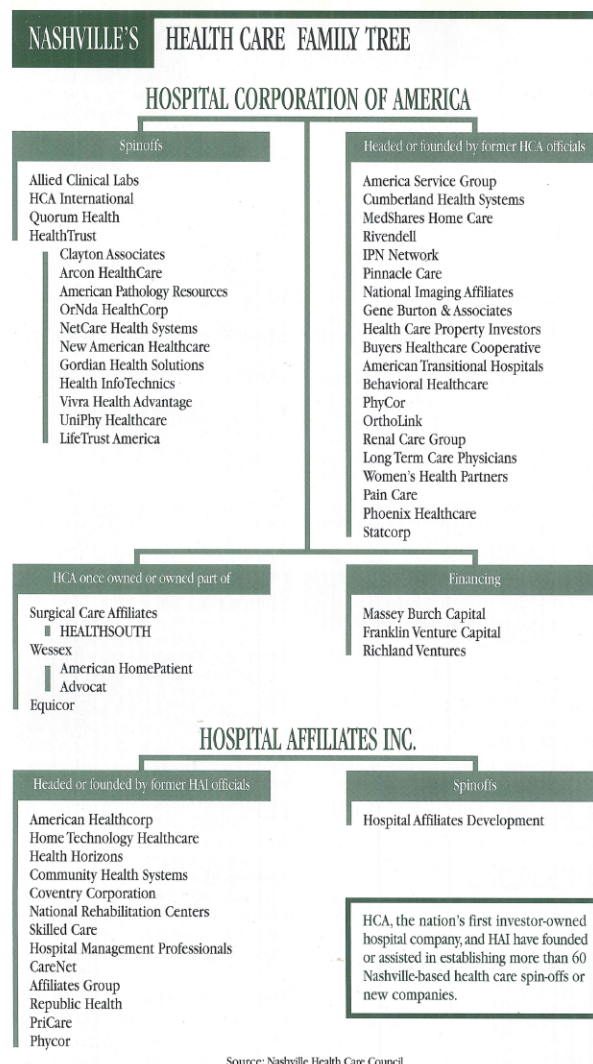 NASHVILLE'S HEALTH CARE FAMILY TREE
HOSPITAL CORPORATION OF AMERICA
Spinoffs
Allied Clinical Labs
HCA International
Quorum Health
HealthTrust
Clayton Associates
Arcon HealthCare
American Pathology Resources
OrNda HealthCorp
NetCare Health Systems
New American Healthcare
Gordian Health Solutions
Health InfoTechnics
Vivra Health Advantage
UniPhy Healthcare
LifeTrust America
Headed or founded by former HCA officials
America Service Group
Cumberland Health Systems
MedShares Home Care
Rivendell
IPN Network
Pinnacle Care
National Imaging Affiliates
Gene Burton & Associates
Health Care Property Investors
Buyers Healthcare Cooperative
American Transitional Hospitals
Behavioral Healthcare
PhyCor
OrthoLink
Renal Care Group
Long Term Care Physicians
Women's Health Partners
Pain Care
Phoenix Healthcare
Statcorp
HCA once owned or owned part of
Surgical Care Affiliates
HEALTHSOUTH
Wessex
American HomePatient
Advocat
Equicor
Financing
Massey Burch Capital
Franklin Venture Capital
Richland Ventures
HOSPITAL AFFILIATES INC.
Headed or founded by former HAI officials
American Healthcorp
Home Technology Healthcare
Health Horizons
Community Health Systems
Coventry Corporation
National Rehabilitation Centers
Skilled Care
Hospital Management Professionals
CareNet
Affiliates Group
Republic Health
PriCare
Phycor
Spinoffs
Hospital Affiliates Development
HCA, the nation's first investor-owned
hospital company, and HAI have founded
or assisted in establishing more than 60
Nashville-based health care spin-offs or
new companies.
Source: Nashville Health Care Council